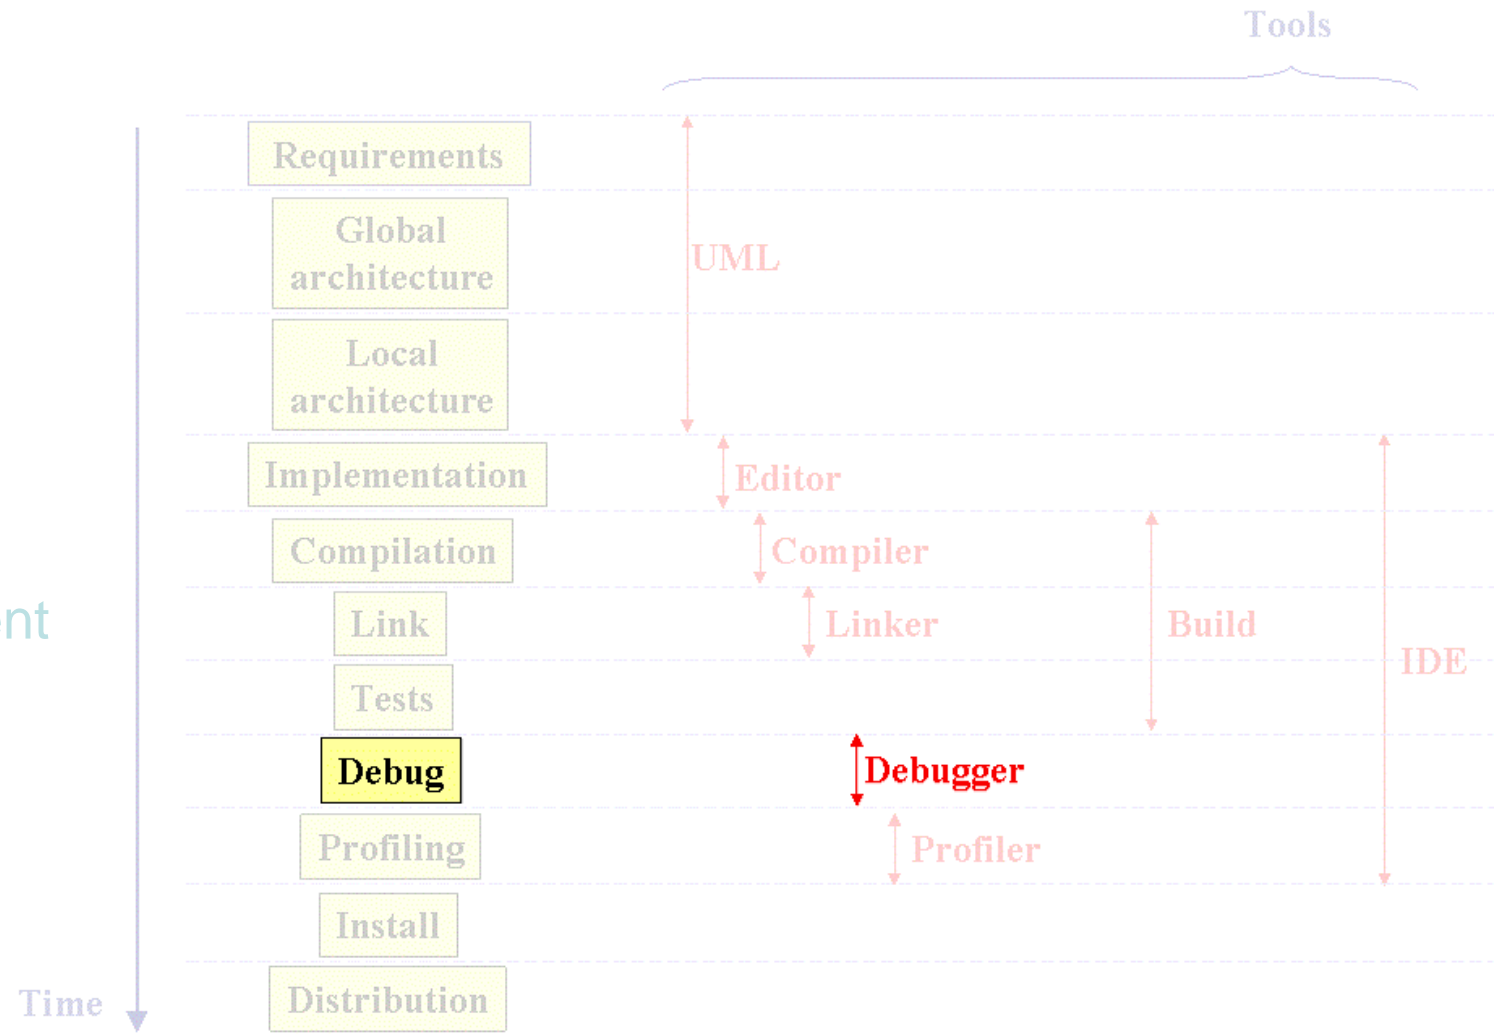 Tools
Requirements
Global
architecture
UML
Local
architecture
Implementation
Editor
Compilation
Compiler
Link
Linker
Build
IDE
Tests
Debug
Debugger
Profiling
Profiler
Install
Distribution
Time